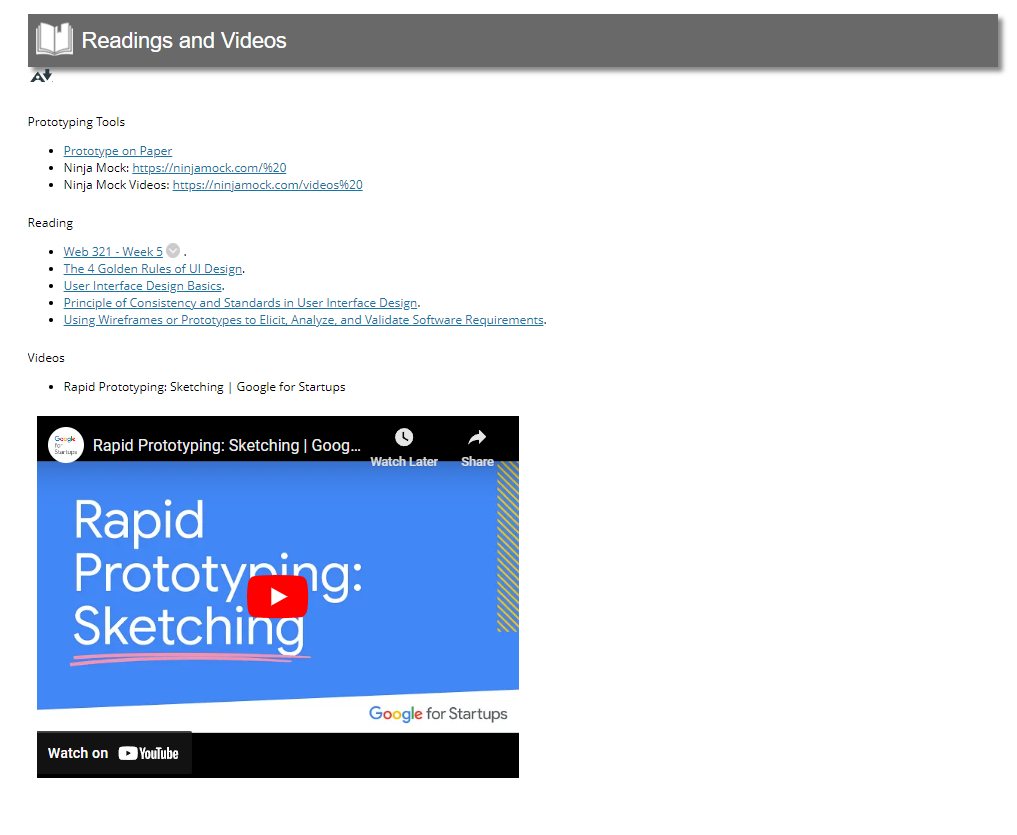 Readings and Videos
A
Prototyping Tools
Prototype on Paper
Ninja Mock: https://ninjamock.com/%20
Ninja Mock Videos: https://ninjamock.com/videos%20
Reading
Web 321 - Week 5 .
The 4 Golden Rules of UI Design.
User Interface Design Basics.
Principle of Consistency and Standards in User Interface Design.
Using Wireframes or Prototypes to Elicit, Analyze, and Validate Software Requirements.
Videos
Rapid Prototyping: Sketching | Google for Startups
Google
for
Startups
Rapid Prototyping: Sketching | Goog...
Watch Later
Share
Rapid
Prototyping:
Sketching
Google for Startups
Watch on YouTube